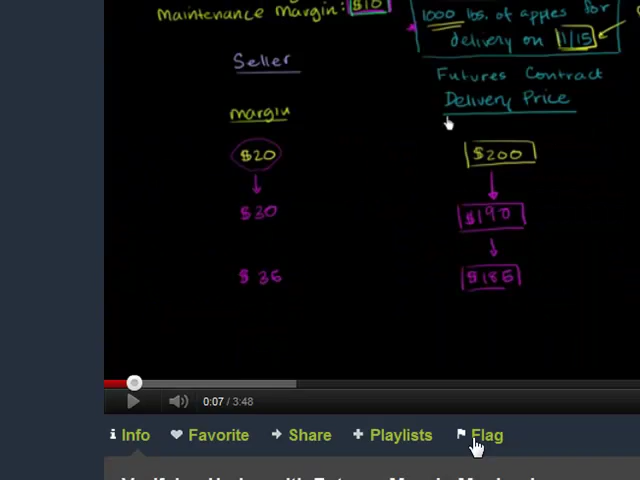 Maintenance Margin: $10
1000 lbs. of apples for
delivery on 1/15
Seller
Futures Contract
Delivery Price
margin
$20
$200
$30
$190
$35
$185
0:07 / 3:48
Info Favorite Share Playlists Flag